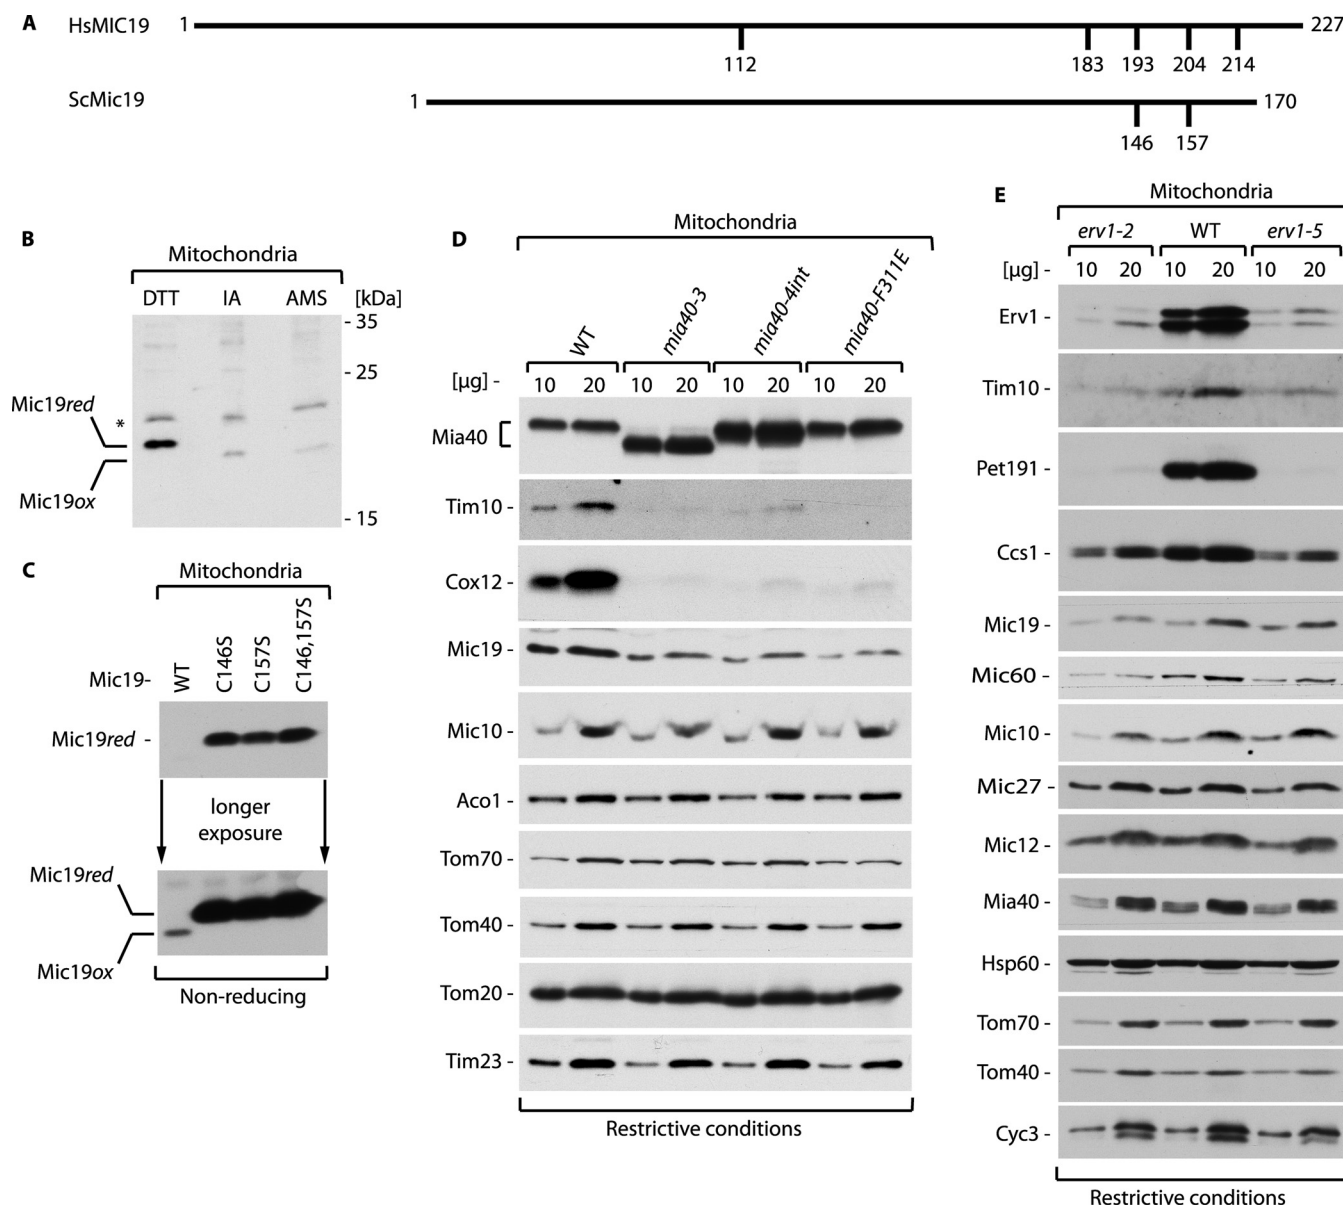 A
HsMIC19 1 227
112 183 193 204 214
ScMic19 1 170
146 157
B
Mitochondria
DTT IA AMS [kDa]
- 35
- 25
Mic19red
*
Mic19ox
- 15
C
Mitochondria
Mic19-
WT C146S C157S C146,157S
Mic19red -
longer
exposure
Mic19red
Mic19ox
Non-reducing
D
Mitochondria
WT mia40-3 mia40-4int mia40-F311E
[µg] - 10 20 10 20 10 20 10 20
Mia40
Tim10 -
Cox12 -
Mic19 -
Mic10 -
Aco1 -
Tom70 -
Tom40 -
Tom20 -
Tim23 -
Restrictive conditions
E
Mitochondria
erv1-2 WT erv1-5
[µg] - 10 20 10 20 10 20
Erv1 -
Tim10 -
Pet191 -
Ccs1 -
Mic19 -
Mic60 -
Mic10 -
Mic27 -
Mic12 -
Mia40 -
Hsp60 -
Tom70 -
Tom40 -
Cyc3 -
Restrictive conditions